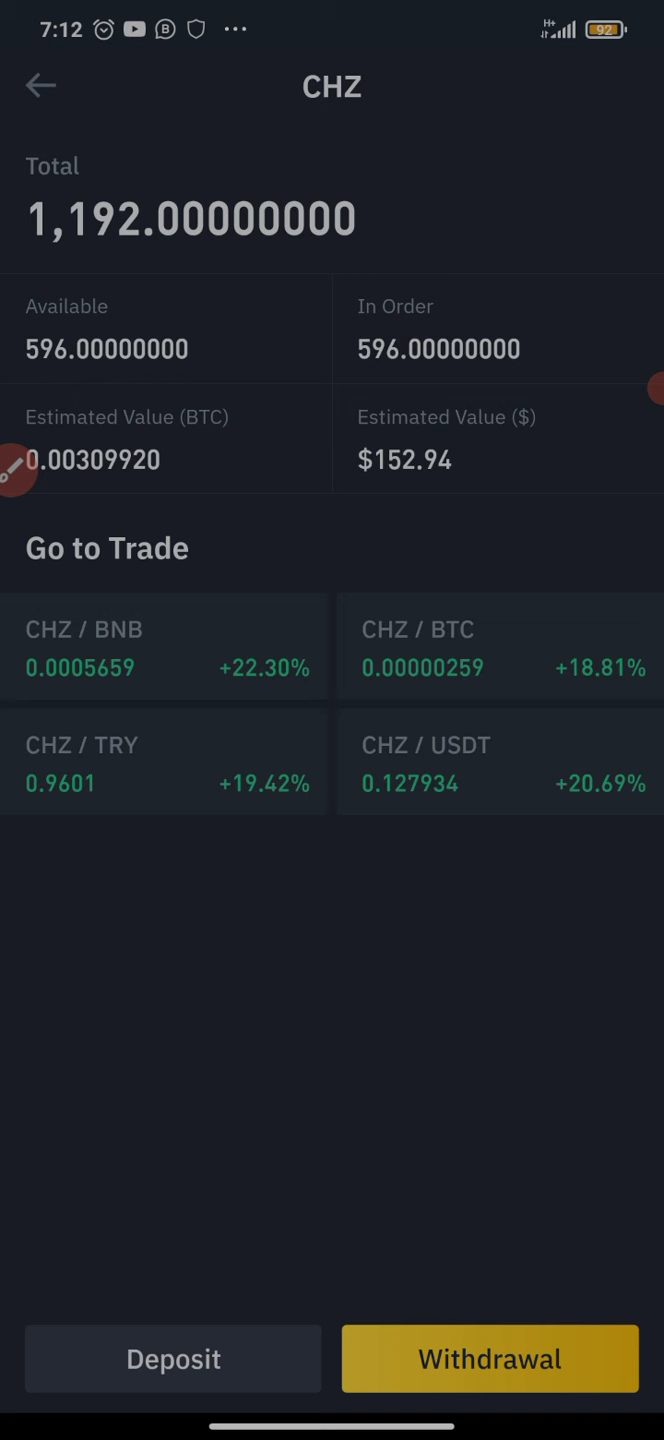 7:12
H+
92
CHZ
Total
1,192.00000000
Available
In Order
596.00000000
596.00000000
Estimated Value (BTC)
Estimated Value ($)
0.00309920
$152.94
Go to Trade
CHZ / BNB
CHZ / BTC
0.0005659 +22.30%
0.00000259 +18.81%
CHZ / TRY
CHZ / USDT
0.9601 +19.42%
0.127934 +20.69%
Deposit
Withdrawal